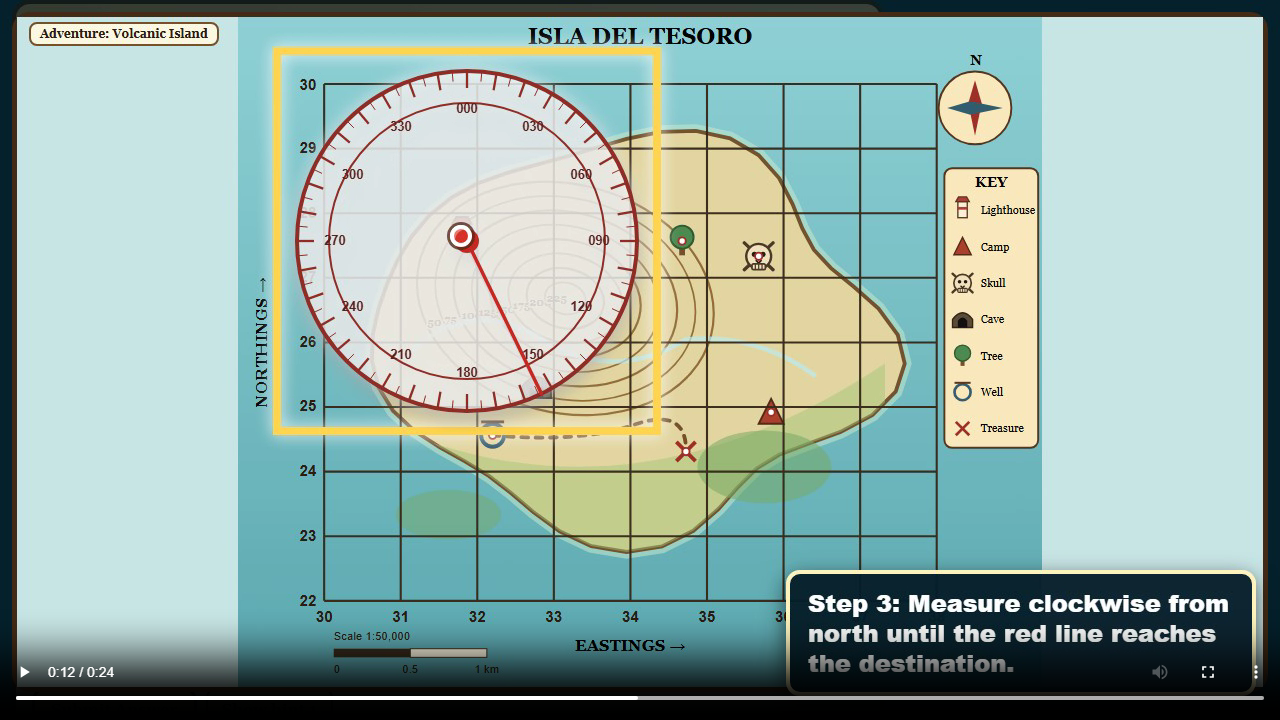 Adventure: Volcanic Island
ISLA DEL TESORO
N
30
29
28
26
25
24
23
22
30 31 32 33 34 35
NORTHINGS →
EASTINGS →
000
030
060
090
120
150
180
210
240
270
300
330
KEY
Lighthouse
Camp
Skull
Cave
Tree
Well
Treasure
Scale 1:50,000
0 0.5 1 km
Step 3: Measure clockwise from
north until the red line reaches
the destination.
0:12 / 0:24